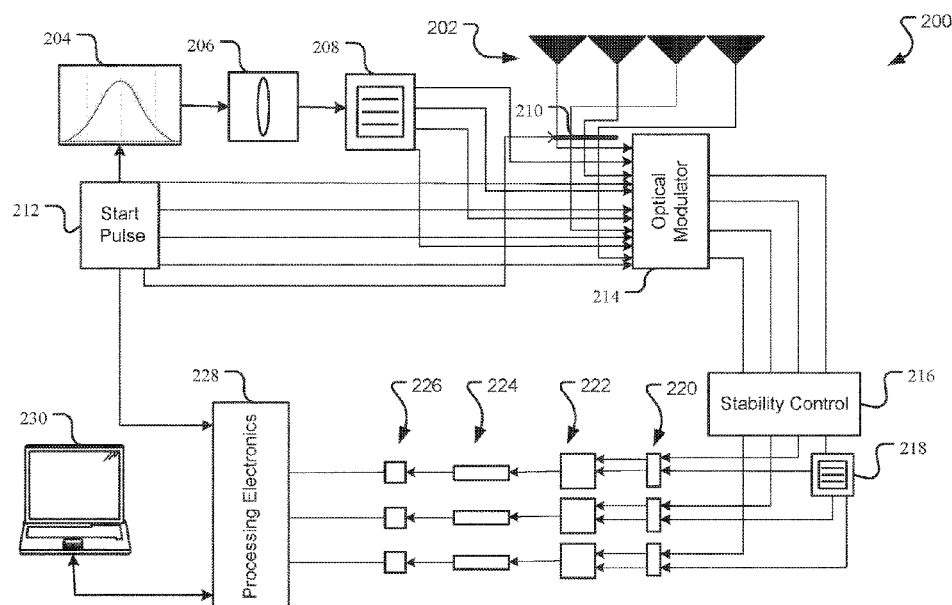 204
206
208
202
200
210
212
Start
Pulse
Optical
Modulator
214
228
226
224
222
220
216
Stability Control
230
218
Processing Electronics